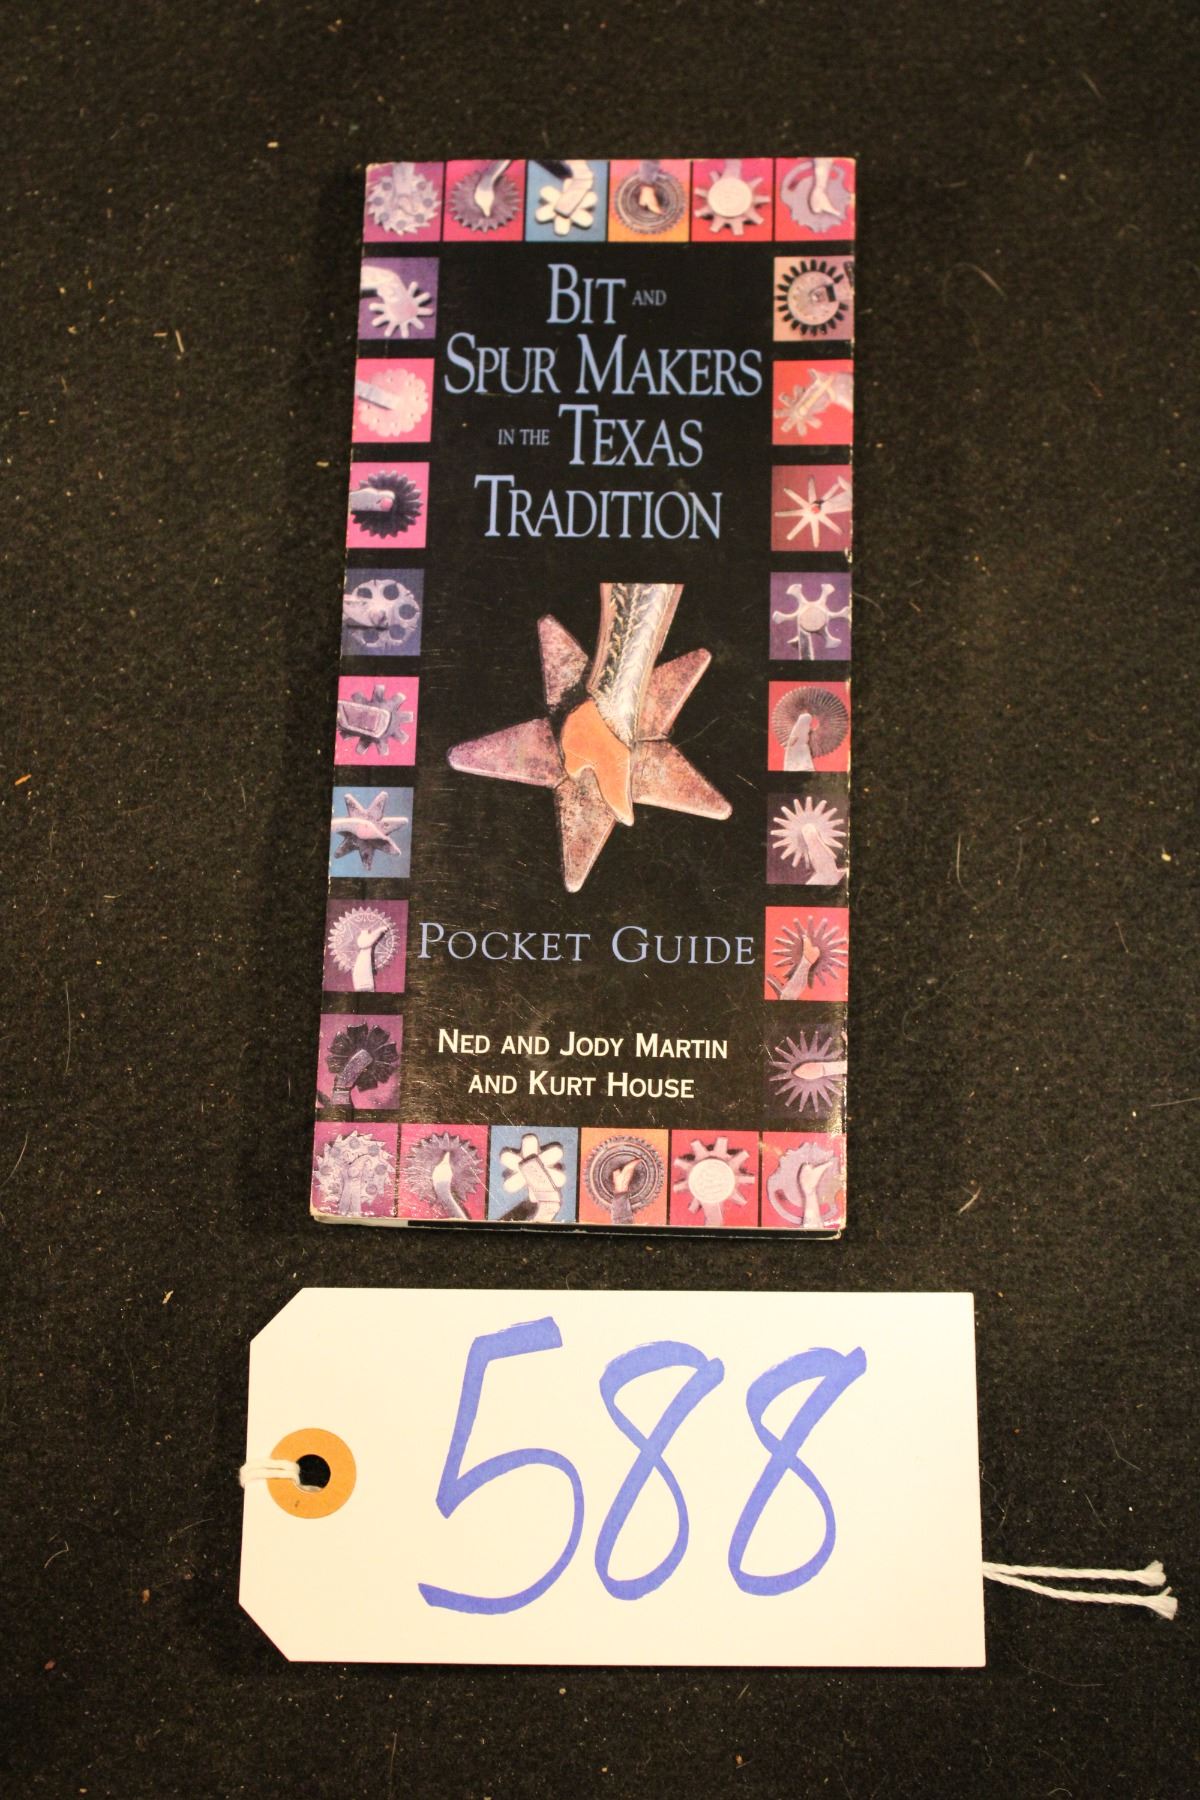 BIT AND
SPUR MAKERS
IN THE TEXAS
TRADITION
POCKET GUIDE
NED AND JODY MARTIN
AND KURT HOUSE
588